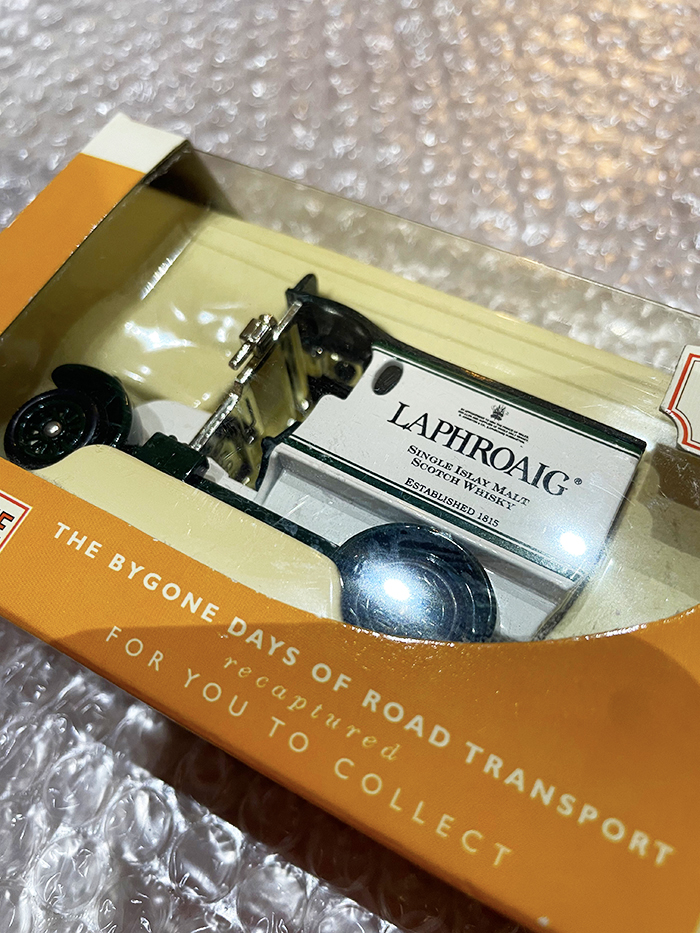 LAPHROAIG®
SINGLE ISLAY MALT
SCOTCH WHISKY
ESTABLISHED 1815
THE BYGONE DAYS OF ROAD TRANSPORT
recaptured
FOR YOU TO COLLECT